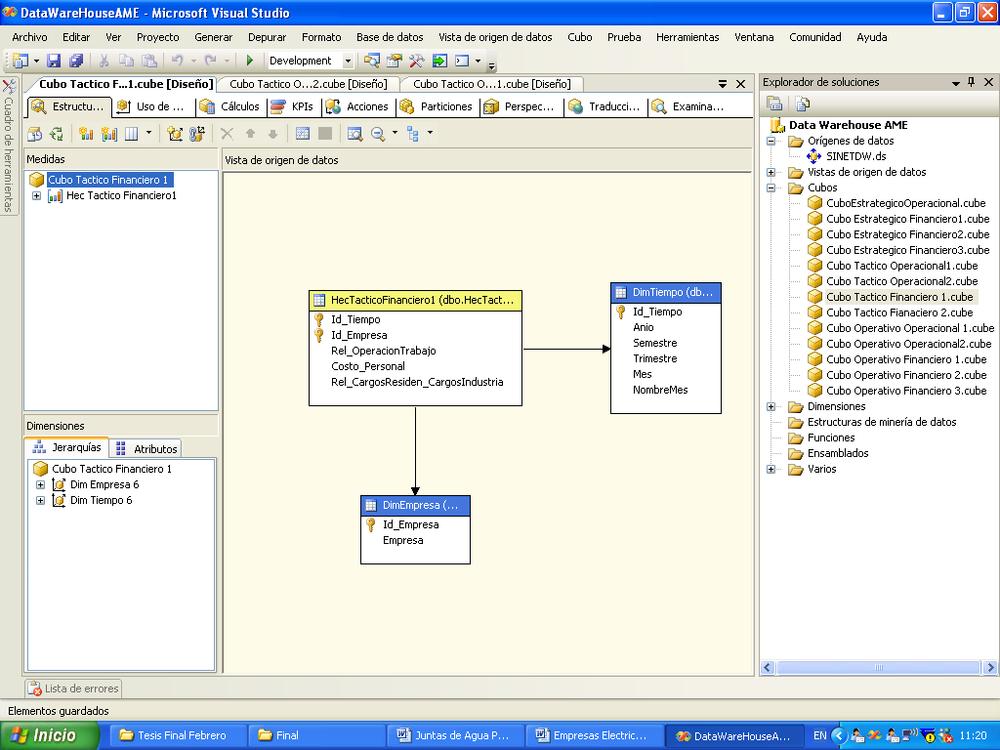 DataWareHouseAME - Microsoft Visual Studio
Archivo Editar Ver Proyecto Generar Depurar Formato Base de datos Vista de origen de datos Cubo Prueba Herramientas Ventana Comunidad Ayuda
Development
Cubo Tactico F...1.cube [Diseño] Cubo Tactico O...2.cube [Diseño] Cubo Tactico O...1.cube [Diseño]
Estructu... Uso de ... Cálculos KPIs Acciones Particiones Perspec... Traducci... Examina...
Cuadro de herramientas
Medidas
Cubo Tactico Financiero 1
Hec Tactico Financiero1
Dimensiones
Jerarquías Atributos
Cubo Tactico Financiero 1
Dim Empresa 6
Dim Tiempo 6
Vista de origen de datos
HecTacticoFinanciero1 (dbo.HecTact...
Id_Tiempo
Id_Empresa
Rel_OperacionTrabajo
Costo_Personal
Rel_CargosResiden_CargosIndustria
DimTiempo (db...
Id_Tiempo
Anio
Semestre
Trimestre
Mes
NombreMes
DimEmpresa (...
Id_Empresa
Empresa
Explorador de soluciones
Data Warehouse AME
Orígenes de datos
SINETDW.ds
Vistas de origen de datos
Cubos
CuboEstrategicoOperacional.cube
Cubo Estrategico Financiero1.cube
Cubo Estrategico Financiero2.cube
Cubo Estrategico Financiero3.cube
Cubo Tactico Operacional1.cube
Cubo Tactico Operacional2.cube
Cubo Tactico Financiero 1.cube
Cubo Tactico Fianaciero 2.cube
Cubo Operativo Operacional 1.cube
Cubo Operativo Operacional2.cube
Cubo Operativo Financiero 1.cube
Cubo Operativo Financiero 2.cube
Cubo Operativo Financiero 3.cube
Dimensiones
Estructuras de minería de datos
Funciones
Ensamblados
Varios
Lista de errores
Elementos guardados
Inicio Tesis Final Febrero Final Juntas de Agua P... Empresas Electric... DataWareHouseA... EN 11:20